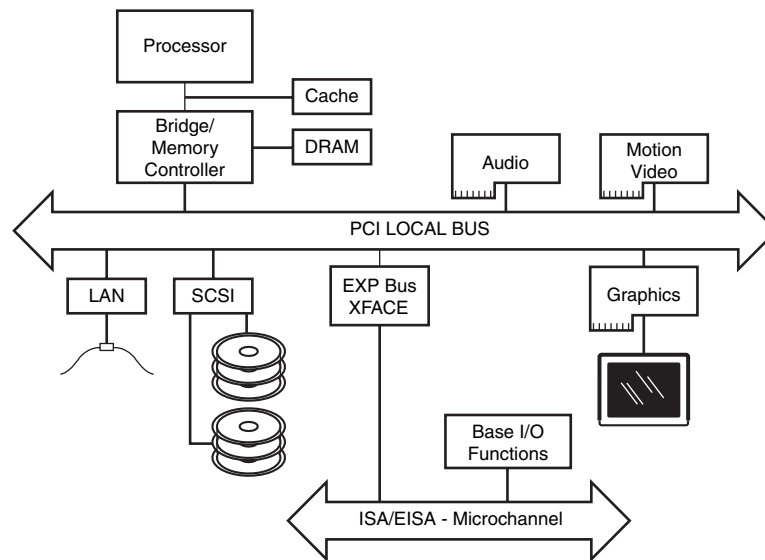 Processor
Cache
Bridge/
Memory
Controller
DRAM
Audio
Motion
Video
PCI LOCAL BUS
LAN
SCSI
EXP Bus
XFACE
Graphics
Base I/O
Functions
ISA/EISA - Microchannel